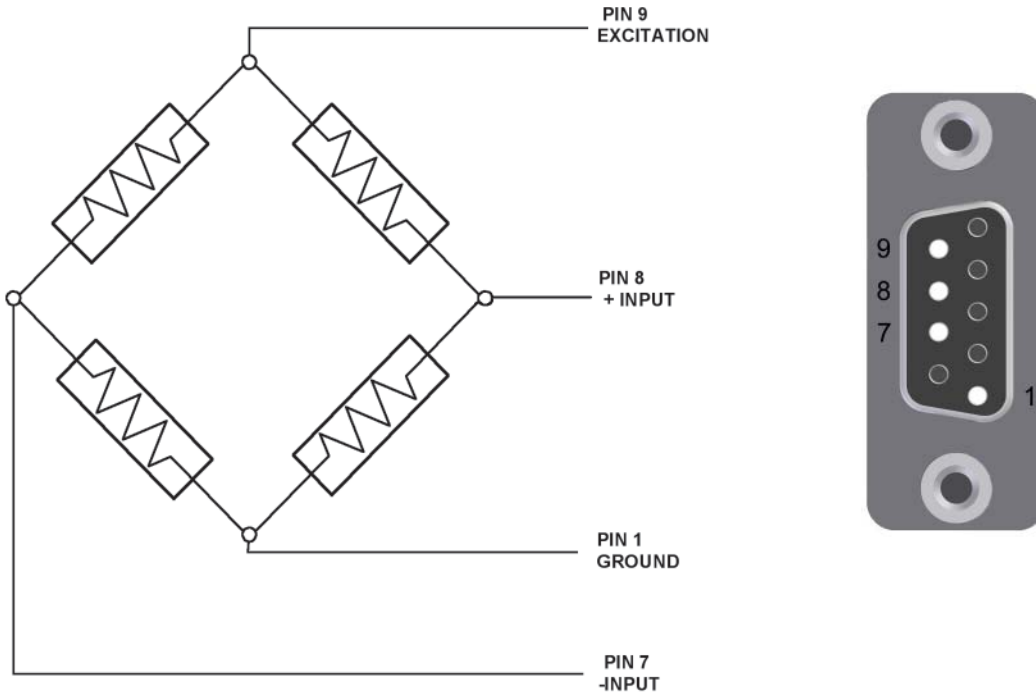 PIN 9
EXCITATION
PIN 8
+ INPUT
PIN 1
GROUND
PIN 7
-INPUT
9
8
7
1